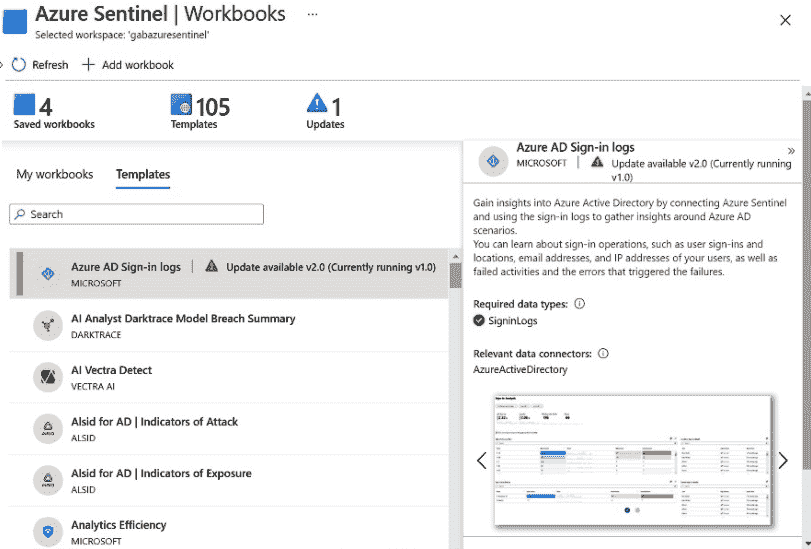 Azure Sentinel | Workbooks ...
Selected workspace: 'gabazuresentinel'
Refresh + Add workbook
4
Saved workbooks
105
Templates
1
Updates
My workbooks Templates
Search
Azure AD Sign-in logs | Update available v2.0 (Currently running v1.0)
MICROSOFT
AI Analyst Darktrace Model Breach Summary
DARKTRACE
AI Vectra Detect
VECTRA AI
Alsid for AD | Indicators of Attack
ALSID
Alsid for AD | Indicators of Exposure
ALSID
Analytics Efficiency
MICROSOFT
Azure AD Sign-in logs
MICROSOFT | Update available v2.0 (Currently running
v1.0)
Gain insights into Azure Active Directory by connecting Azure Sentinel
and using the sign-in logs to gather insights around Azure AD
scenarios.
You can learn about sign-in operations, such as user sign-ins and
locations, email addresses, and IP addresses of your users, as well as
failed activities and the errors that triggered the failures.
Required data types:
SigninLogs
Relevant data connectors:
AzureActiveDirectory